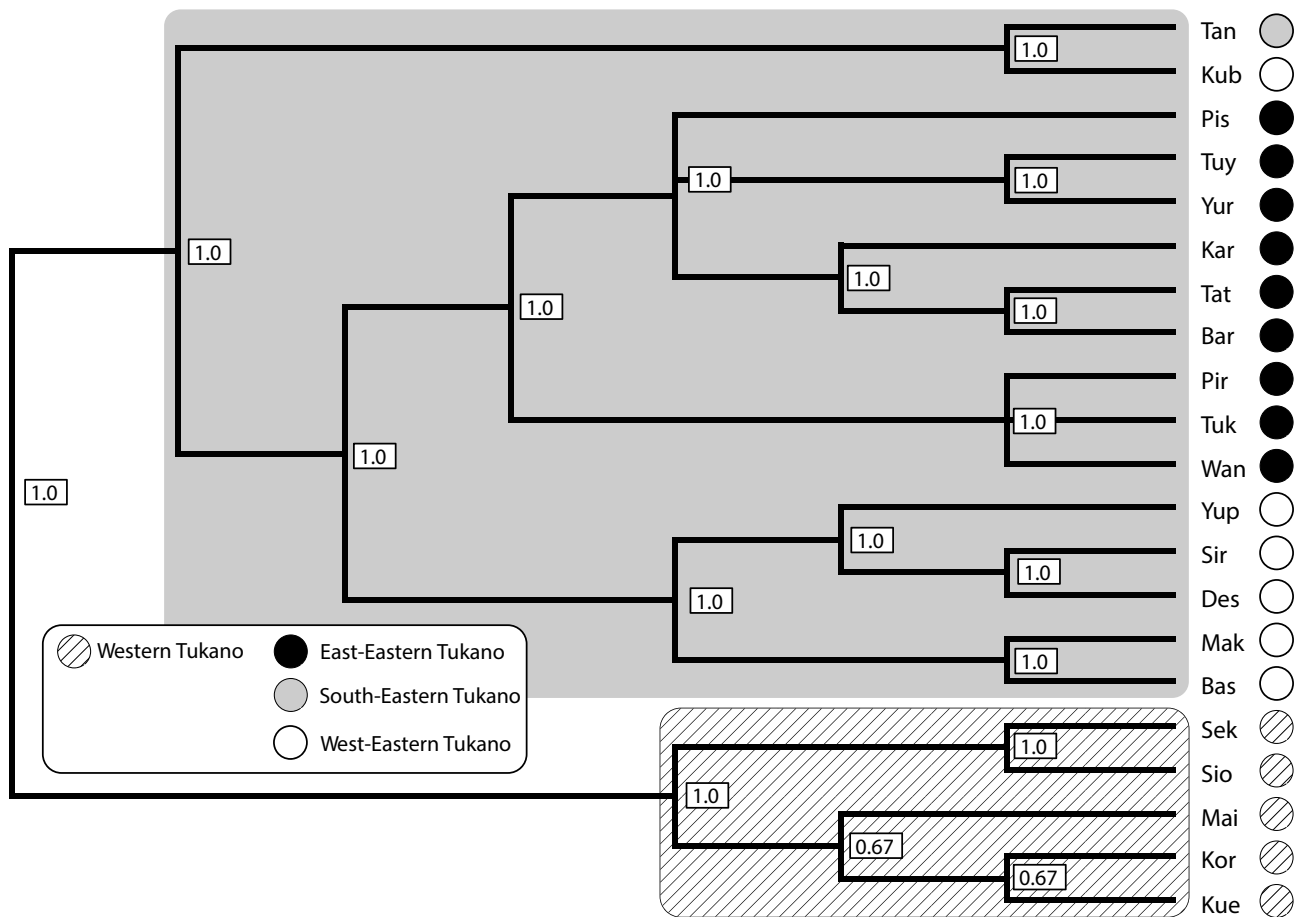 Tan
1.0
Kub
Pis
Tuy
1.0
1.0
Yur
Kar
1.0
1.0
Tat
1.0
1.0
Bar
Pir
1.0
Tuk
1.0
Wan
1.0
Yup
1.0
Sir
1.0
Des
1.0
Mak
1.0
Bas
Western Tukano
East-Eastern Tukano
South-Eastern Tukano
West-Eastern Tukano
Sek
1.0
Sio
1.0
Mai
0.67
Kor
0.67
Kue